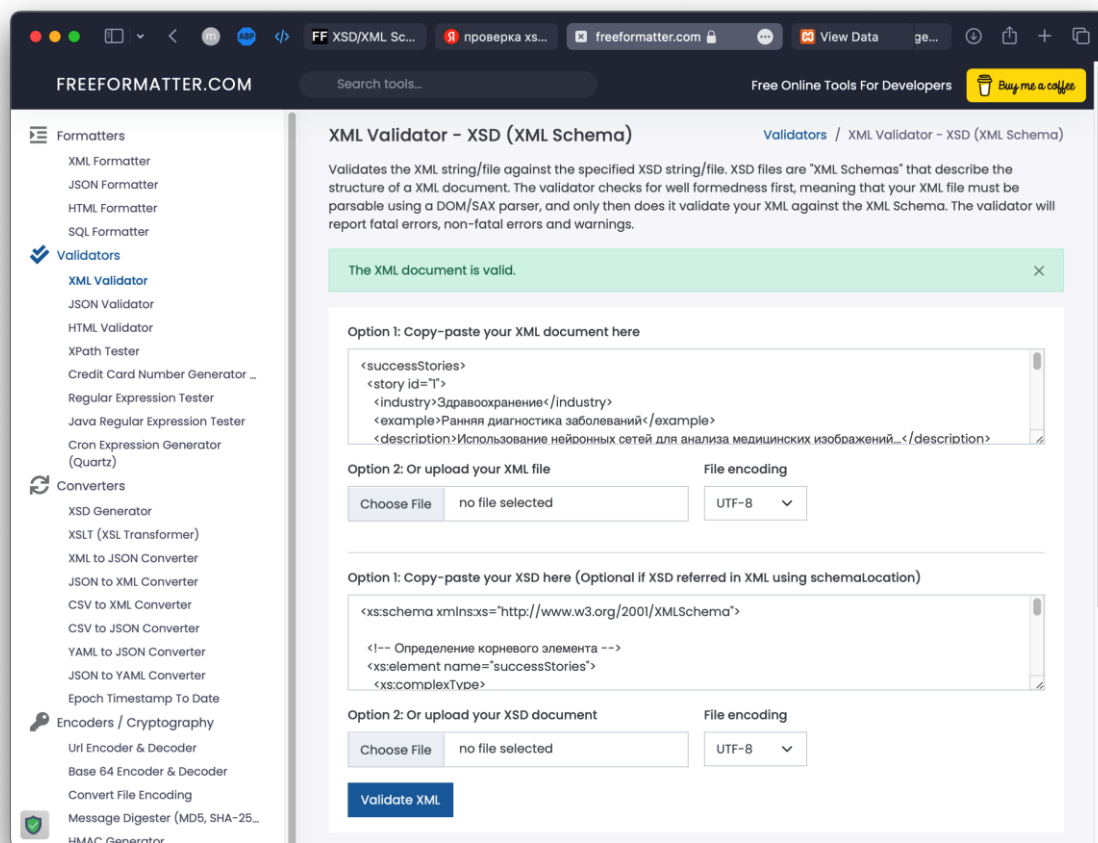 FF XSD/XML Sc...
Я проверка xs...
freeformatter.com
View Data
ge...
m
ABP
</>
FREEFORMATTER.COM
Search tools...
Free Online Tools For Developers
Buy me a coffee
Formatters
XML Formatter
JSON Formatter
HTML Formatter
SQL Formatter
Validators
XML Validator
JSON Validator
HTML Validator
XPath Tester
Credit Card Number Generator ...
Regular Expression Tester
Java Regular Expression Tester
Cron Expression Generator
(Quartz)
Converters
XSD Generator
XSLT (XSL Transformer)
XML to JSON Converter
JSON to XML Converter
CSV to XML Converter
CSV to JSON Converter
YAML to JSON Converter
JSON to YAML Converter
Epoch Timestamp To Date
Encoders / Cryptography
Url Encoder & Decoder
Base 64 Encoder & Decoder
Convert File Encoding
Message Digester (MD5, SHA-25...
HMAC Generator
XML Validator - XSD (XML Schema)
Validators / XML Validator - XSD (XML Schema)
Validates the XML string/file against the specified XSD string/file. XSD files are "XML Schemas" that describe the
structure of a XML document. The validator checks for well formedness first, meaning that your XML file must be
parsable using a DOM/SAX parser, and only then does it validate your XML against the XML Schema. The validator will
report fatal errors, non-fatal errors and warnings.
The XML document is valid.
Option 1: Copy-paste your XML document here
<successStories>
<story id="1">
<industry>Здравоохранение</industry>
<example>Ранняя диагностика заболеваний</example>
<description>Использование нейронных сетей для анализа медицинских изображений...</description>
Option 2: Or upload your XML file
File encoding
Choose File no file selected
UTF-8
Option 1: Copy-paste your XSD here (Optional if XSD referred in XML using schemaLocation)
<xs:schema xmlns:xs="http://www.w3.org/2001/XMLSchema">
<!-- Определение корневого элемента -->
<xs:element name="successStories">
<xs:complexType>
Option 2: Or upload your XSD document
File encoding
Choose File no file selected
UTF-8
Validate XML